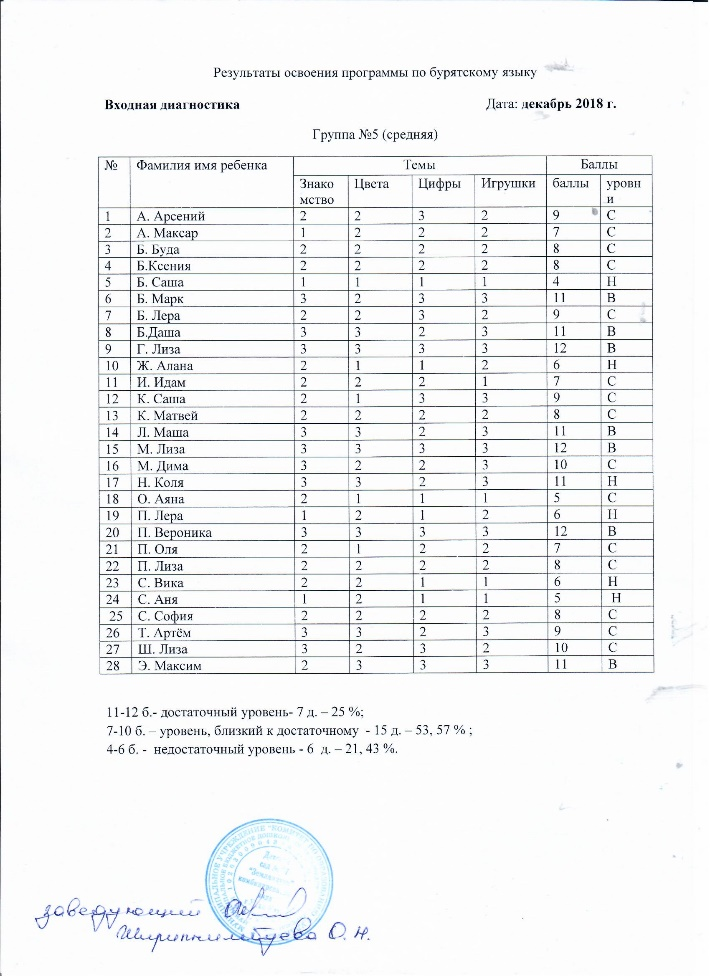 Результаты освоения программы по бурятскому языку
Входная диагностика Дата: декабрь 2018 г.
Группа №5 (средняя)
№ Фамилия имя ребенка Темы Баллы
Знако Цвета Цифры Игрушки баллы уровн
мство и
1 А. Арсений 2 2 3 2 9 С
2 А. Максар 1 2 2 2 7 С
3 Б. Буда 2 2 2 2 8 С
4 Б.Ксения 2 2 2 2 8 С
5 Б. Саша 1 1 1 1 4 Н
6 Б. Марк 3 2 3 3 11 В
7 Б. Лера 2 2 3 2 9 С
8 Б.Даша 3 3 2 3 11 В
9 Г. Лиза 3 3 3 3 12 В
10 Ж. Алана 2 1 1 2 6 Н
11 И. Идам 2 2 2 1 7 С
12 К. Саша 2 1 3 3 9 С
13 К. Матвей 2 2 2 2 8 С
14 Л. Маша 3 3 2 3 11 В
15 М. Лиза 3 3 3 3 12 В
16 М. Дима 3 2 2 3 10 С
17 Н. Коля 3 3 2 3 11 Н
18 О. Аяна 2 1 1 1 5 С
19 П. Лера 1 2 1 2 6 Н
20 П. Вероника 3 3 3 3 12 В
21 П. Оля 2 1 2 2 7 С
22 П. Лиза 2 2 2 2 8 С
23 С. Вика 2 2 1 1 6 Н
24 С. Аня 1 2 1 1 5 Н
25 С. София 2 2 2 2 8 С
26 Т. Артём 3 3 2 3 9 С
27 Ш. Лиза 3 2 3 2 10 С
28 Э. Максим 2 3 3 3 11 В
11-12 б.- достаточный уровень- 7 д. – 25 %;
7-10 б. – уровень, близкий к достаточному - 15 д. – 53, 57 % ;
4-6 б. - недостаточный уровень - 6 д. – 21, 43 %.
заведующий
О. Н.